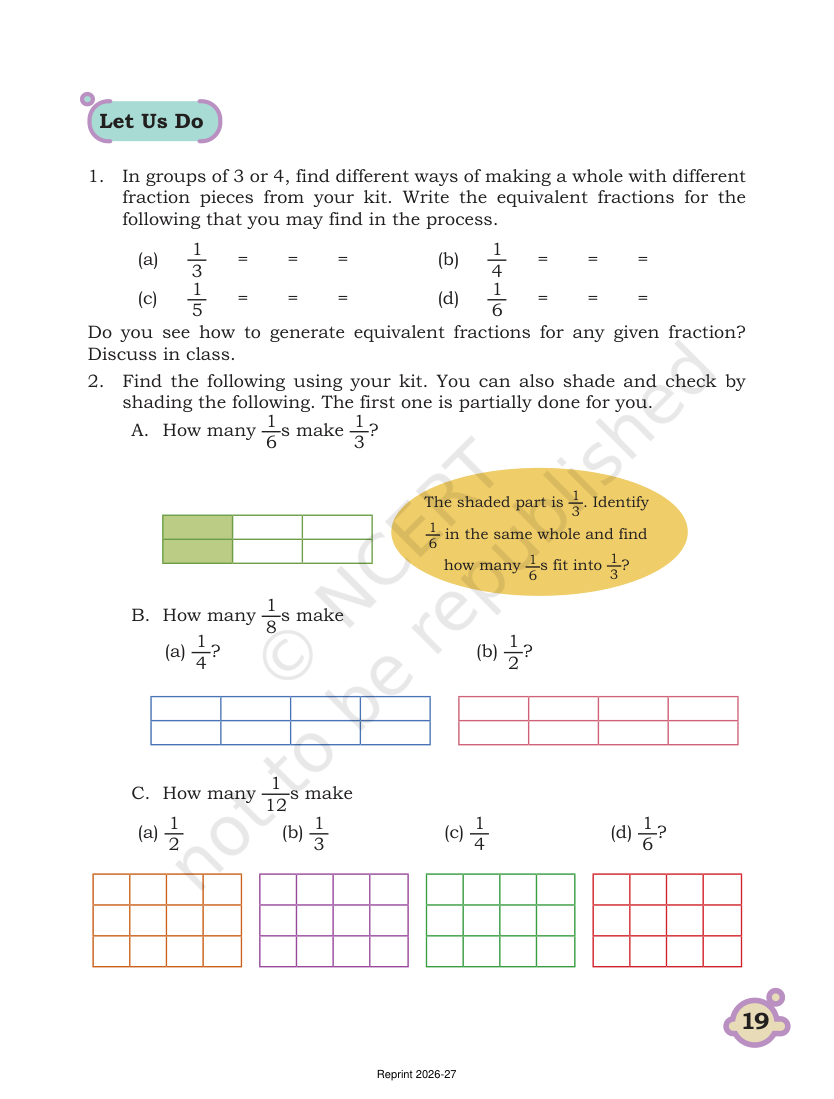 Let Us Do
1. In groups of 3 or 4, find different ways of making a whole with different
fraction pieces from your kit. Write the equivalent fractions for the
following that you may find in the process.
(a) 1/3 = = = (b) 1/4 = = =
(c) 1/5 = = = (d) 1/6 = = =
Do you see how to generate equivalent fractions for any given fraction?
Discuss in class.
2. Find the following using your kit. You can also shade and check by
shading the following. The first one is partially done for you.
A. How many 1/6s make 1/3?
The shaded part is 1/3. Identify
1/6 in the same whole and find
how many 1/6s fit into 1/3?
B. How many 1/8s make
(a) 1/4? (b) 1/2?
C. How many 1/12s make
(a) 1/2 (b) 1/3 (c) 1/4 (d) 1/6?
© NCERT
not to be republished
19
Reprint 2026-27